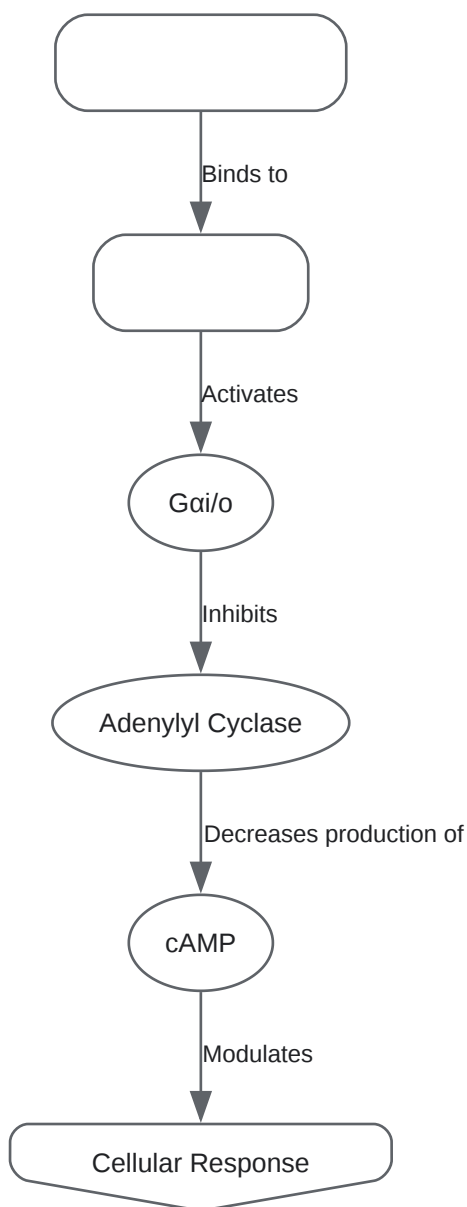 Binds to
Activates
Gαi/o
Inhibits
Adenylyl Cyclase
Decreases production of
cAMP
Modulates
Cellular Response